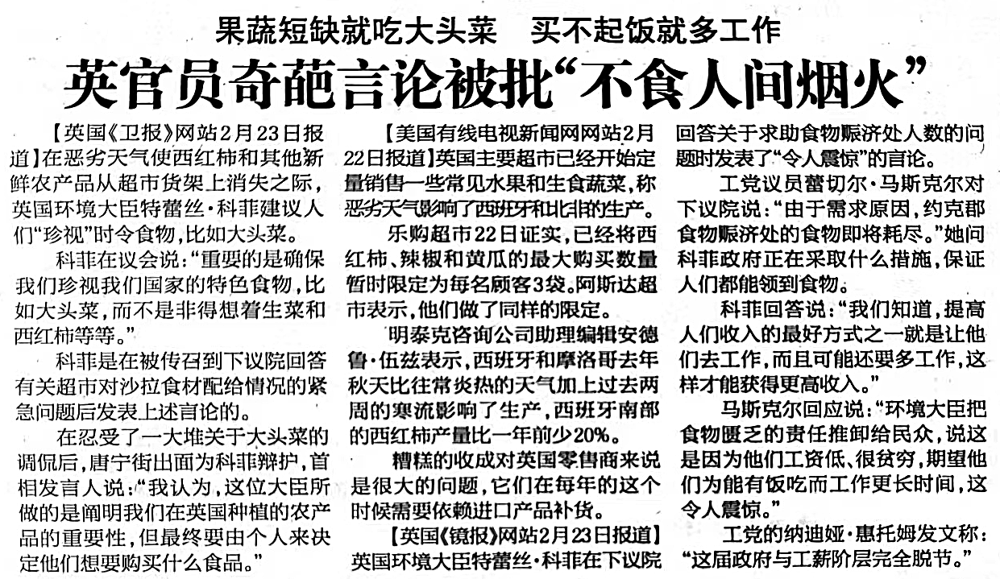 果蔬短缺就吃大头菜 买不起饭就多工作
英官员奇葩言论被批“不食人间烟火”
【英国《卫报》网站2月23日报
道】在恶劣天气使西红柿和其他新
鲜农产品从超市货架上消失之际，
英国环境大臣特蕾丝·科菲建议人
们“珍视”时令食物，比如大头菜。
科菲在议会说：“重要的是确保
我们珍视我们国家的特色食物，比
如大头菜，而不是非得想着生菜和
西红柿等等。”
科菲是在被传召到下议院回答
有关超市对沙拉食材配给情况的紧
急问题后发表上述言论的。
在忍受了一大堆关于大头菜的
调侃后，唐宁街出面为科菲辩护，首
相发言人说：“我认为，这位大臣所
做的是阐明我们在英国种植的农产
品的重要性，但最终要由个人来决
定他们想要购买什么食品。”
【美国有线电视新闻网网站2月
22日报道】英国主要超市已经开始定
量销售一些常见水果和生食蔬菜，称
恶劣天气影响了西班牙和北非的生产。
乐购超市22日证实，已经将西
红柿、辣椒和黄瓜的最大购买数量
暂时限定为每名顾客3袋。阿斯达超
市表示，他们做了同样的限定。
明泰克咨询公司助理编辑安德
鲁·伍兹表示，西班牙和摩洛哥去年
秋天比往常炎热的天气加上过去两
周的寒流影响了生产，西班牙南部
的西红柿产量比一年前少20%。
糟糕的收成对英国零售商来说
是很大的问题，它们在每年的这个
时候需要依赖进口产品补货。
【英国《镜报》网站2月23日报道】
英国环境大臣特蕾丝·科菲在下议院
回答关于求助食物赈济处人数的问
题时发表了“令人震惊”的言论。
工党议员蕾切尔·马斯克尔对
下议院说：“由于需求原因，约克郡
食物赈济处的食物即将耗尽。”她问
科菲政府正在采取什么措施，保证
人们都能领到食物。
科菲回答说：“我们知道，提高
人们收入的最好方式之一就是让他
们去工作，而且可能还要多工作，这
样才能获得更高收入。”
马斯克尔回应说：“环境大臣把
食物匮乏的责任推卸给民众，说这
是因为他们工资低、很贫穷，期望他
们为能有饭吃而工作更长时间，这
令人震惊。”
工党的纳迪娅·惠托姆发文称：
“这届政府与工薪阶层完全脱节。”